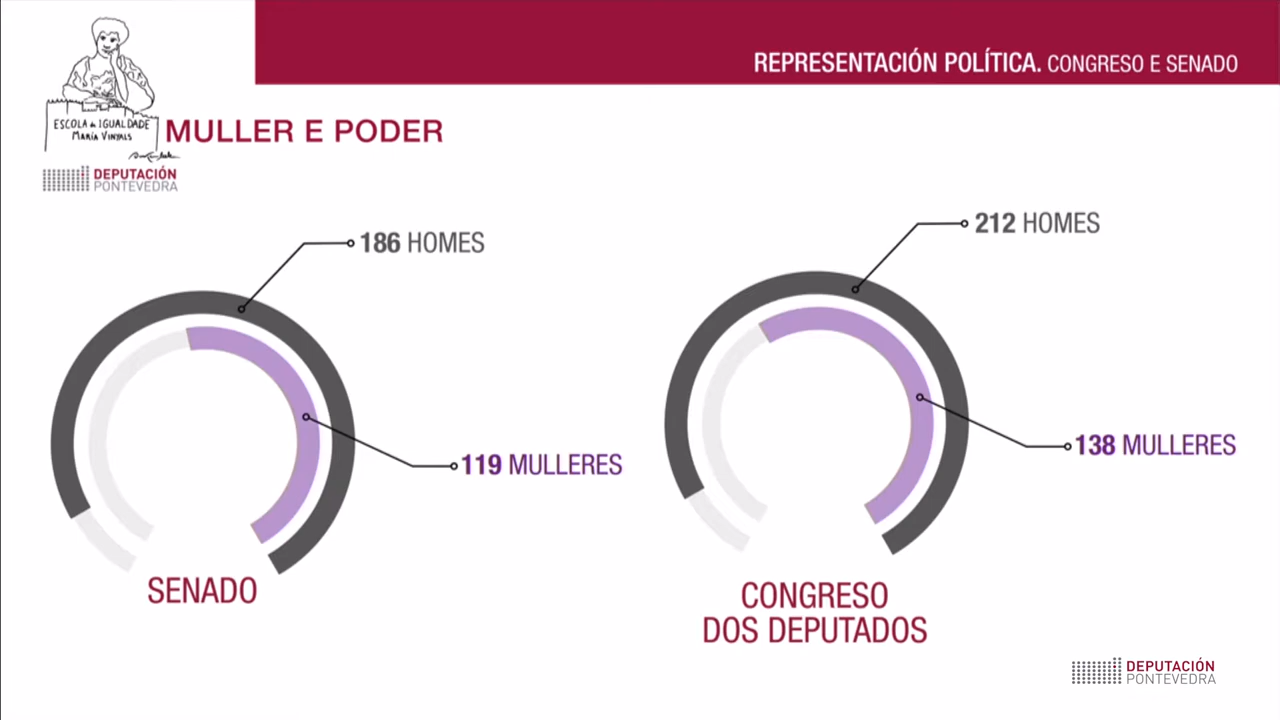 REPRESENTACIÓN POLÍTICA. CONGRESO E SENADO
ESCOLA de IGUALDADE
MARÍA VINYALS
MULLER E PODER
DEPUTACIÓN
PONTEVEDRA
186 HOMES
119 MULLERES
SENADO
212 HOMES
138 MULLERES
CONGRESO
DOS DEPUTADOS
DEPUTACIÓN
PONTEVEDRA